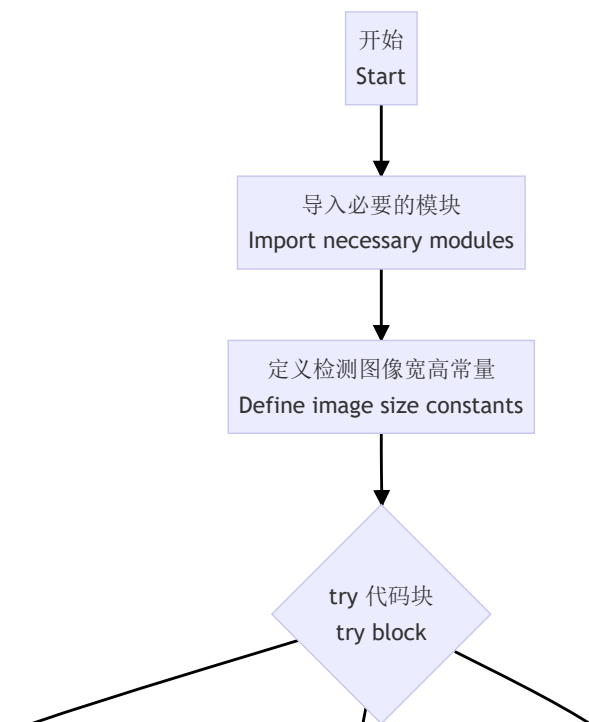 开始
Start
导入必要的模块
Import necessary modules
定义检测图像宽高常量
Define image size constants
try 代码块
try block